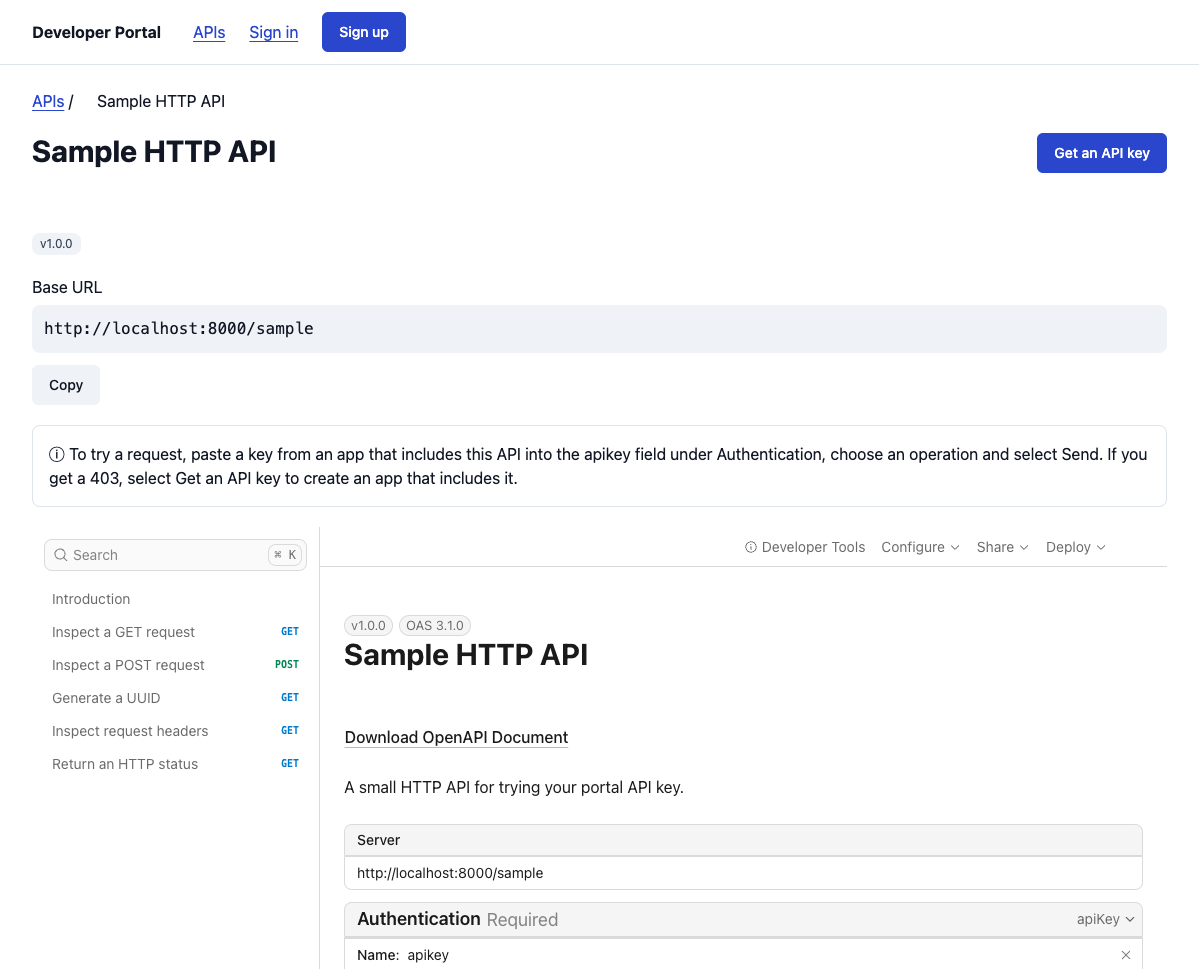 Developer Portal APIs Sign in Sign up
APIs / Sample HTTP API
Sample HTTP API
Get an API key
v1.0.0
Base URL
http://localhost:8000/sample
Copy
ⓘ To try a request, paste a key from an app that includes this API into the apikey field under Authentication, choose an operation and select Send. If you
get a 403, select Get an API key to create an app that includes it.
Search ⌘ K
Introduction
Inspect a GET request GET
Inspect a POST request POST
Generate a UUID GET
Inspect request headers GET
Return an HTTP status GET
Developer Tools Configure Share Deploy
v1.0.0 OAS 3.1.0
Sample HTTP API
Download OpenAPI Document
A small HTTP API for trying your portal API key.
Server
http://localhost:8000/sample
Authentication Required apiKey
Name: apikey